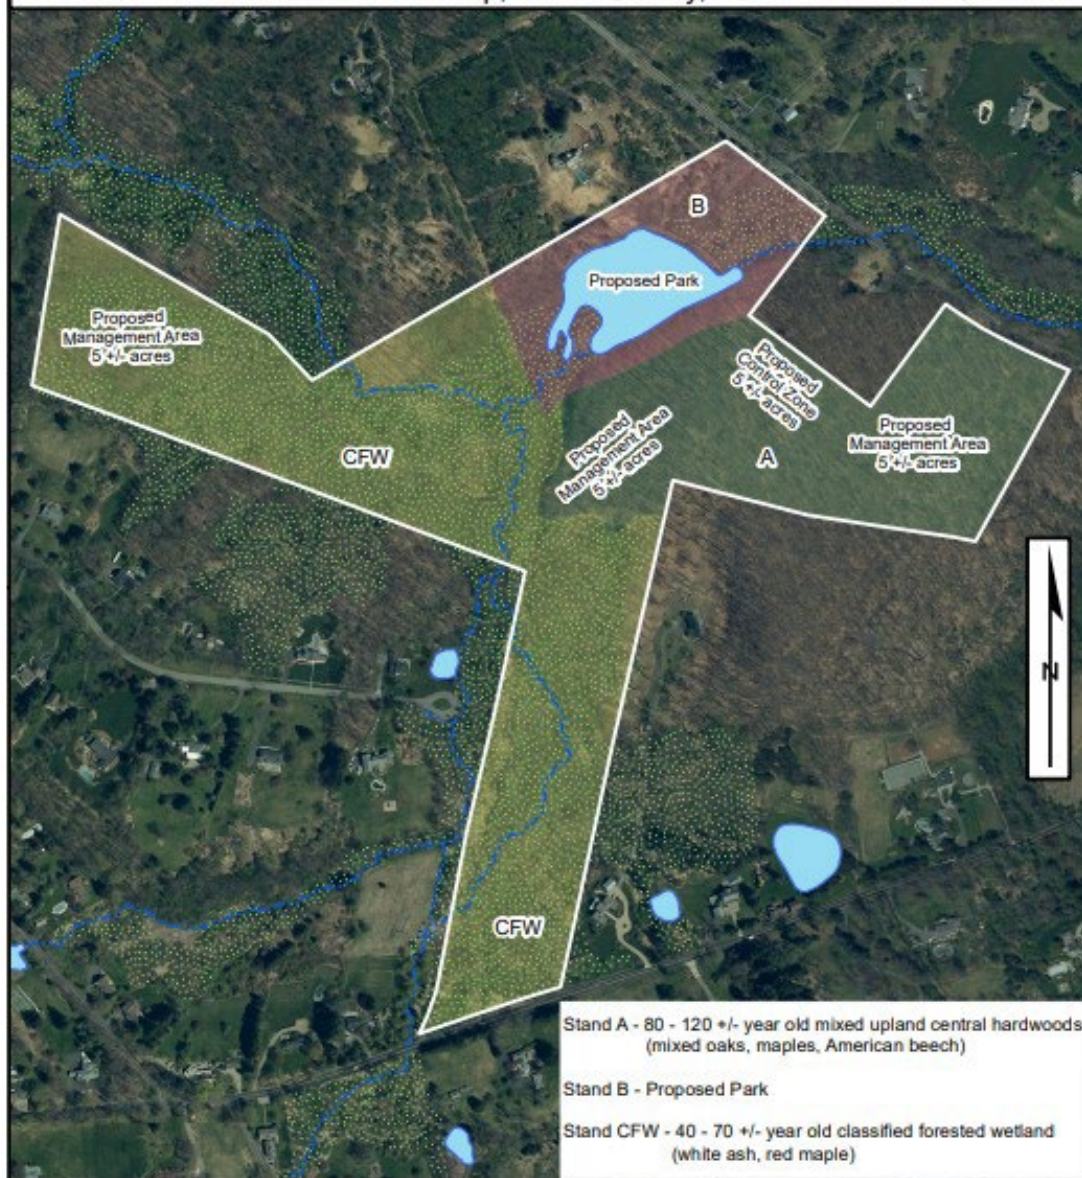 B
Proposed Park
Proposed
Management Area
5 +/- acres
Proposed
Control Zone
5 +/- acres
Proposed
Management Area
5 +/- acres
Proposed
Management Area
5 +/- acres
A
CFW
N
CFW
Stand A - 80 - 120 +/- year old mixed upland central hardwoods
(mixed oaks, maples, American beech)
Stand B - Proposed Park
Stand CFW - 40 - 70 +/- year old classified forested wetland
(white ash, red maple)